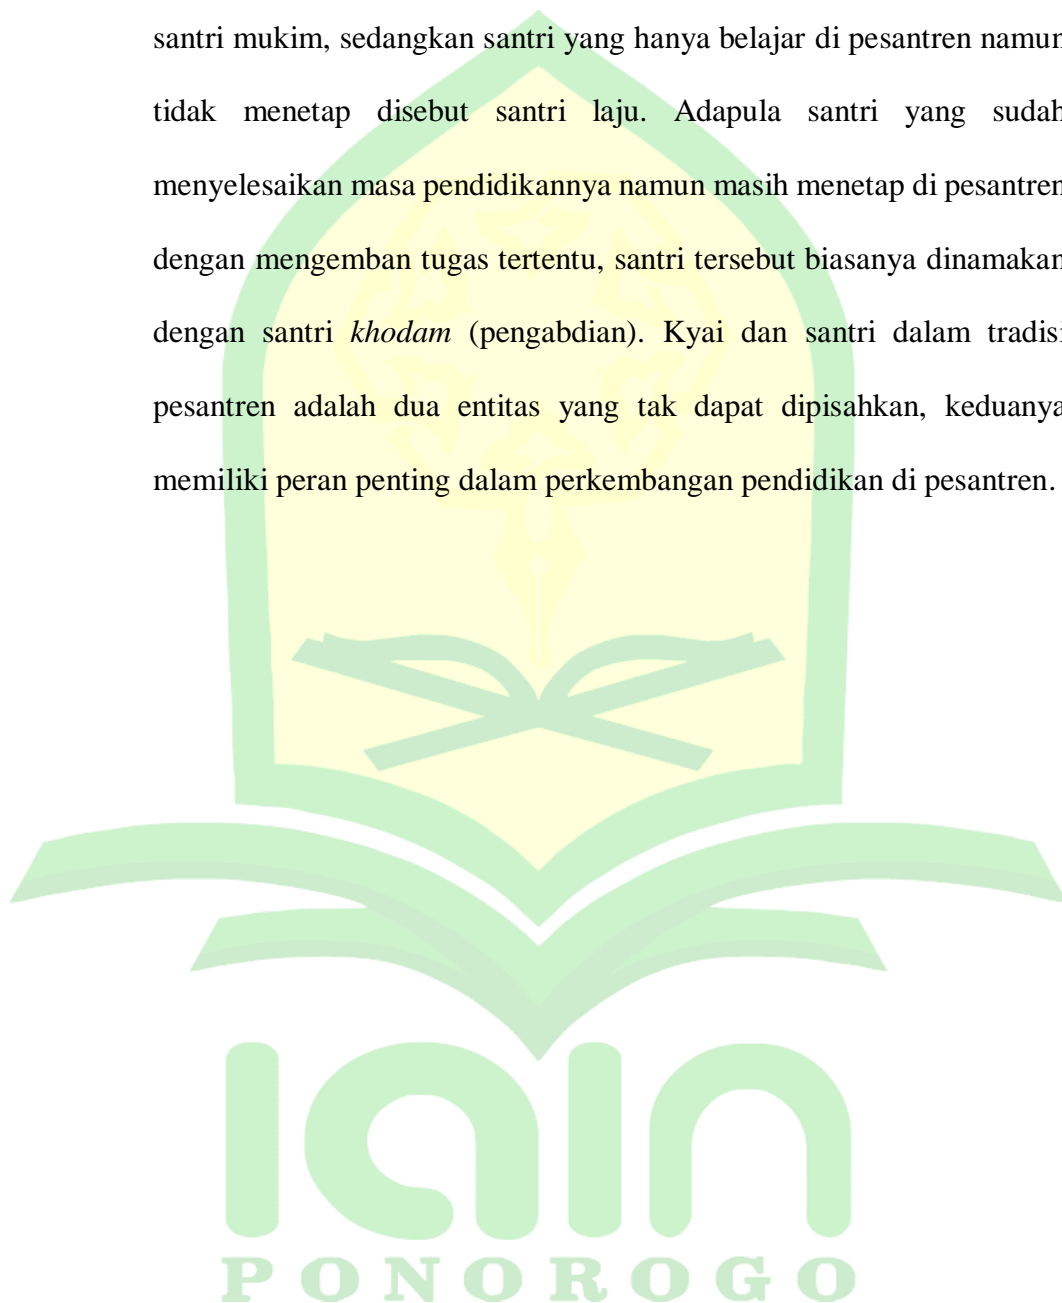 santri mukim, sedangkan santri yang hanya belajar di pesantren namun
tidak menetap disebut santri laju. Adapula santri yang sudah
menyelesaikan masa pendidikannya namun masih menetap di pesantren
dengan mengemban tugas tertentu, santri tersebut biasanya dinamakan
dengan santri khodam (pengabdian). Kyai dan santri dalam tradisi
pesantren adalah dua entitas yang tak dapat dipisahkan, keduanya
memiliki peran penting dalam perkembangan pendidikan di pesantren.
IAIN
PONOROGO